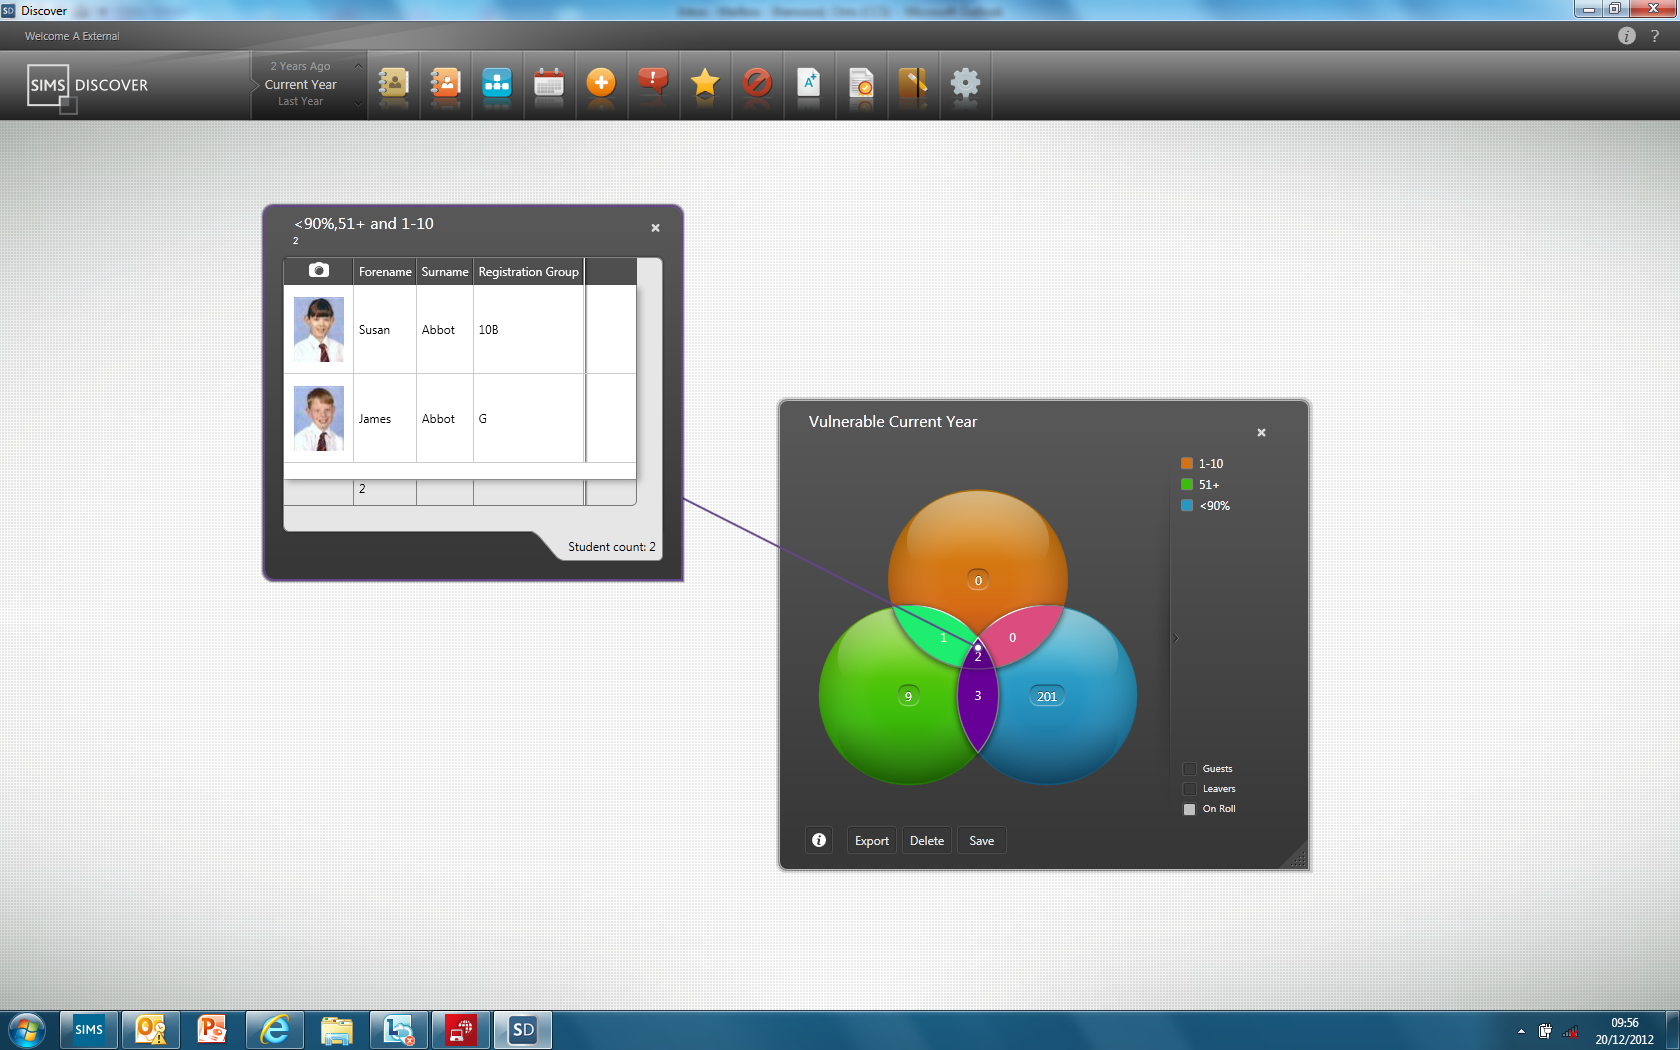 SD Discover
Welcome A External
i ?
SIMS DISCOVER
2 Years Ago
Current Year
Last Year
A+
<90%,51+ and 1-10
2
Forename Surname Registration Group
Susan Abbot 10B
James Abbot G
2
Student count: 2
Vulnerable Current Year
1-10
51+
<90%
0
1 0
2
9 3 201
Guests
Leavers
On Roll
i Export Delete Save
SIMS
SD
09:56
20/12/2012